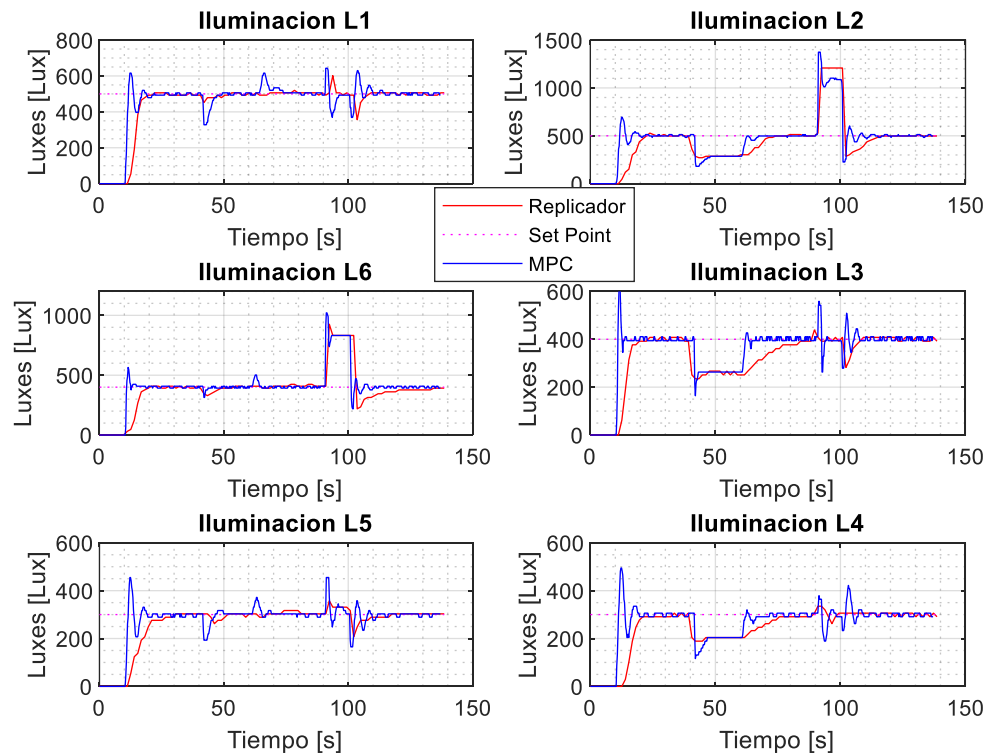 Iluminacion L1
Luxes [Lux]
800
600
400
200
0
0
50
100
150
Tiempo [s]
Iluminacion L2
Luxes [Lux]
1500
1000
500
0
0
50
100
150
Tiempo [s]
Replicador
Set Point
MPC
Iluminacion L6
Luxes [Lux]
1000
500
0
0
50
100
150
Tiempo [s]
Iluminacion L3
Luxes [Lux]
600
400
200
0
0
50
100
150
Tiempo [s]
Iluminacion L5
Luxes [Lux]
600
400
200
0
0
50
100
150
Tiempo [s]
Iluminacion L4
Luxes [Lux]
600
400
200
0
0
50
100
150
Tiempo [s]